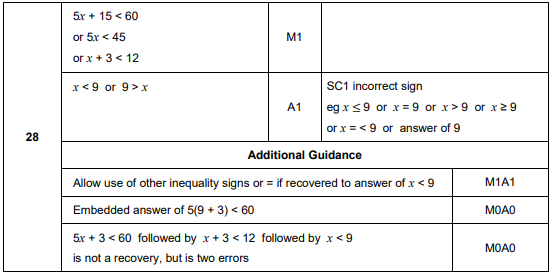 5x + 15 < 60
or 5x < 45
or x + 3 < 12
M1
x < 9 or 9 > x
A1
SC1 incorrect sign
eg x ≤ 9 or x = 9 or x > 9 or x ≥ 9
or x = < 9 or answer of 9
28
Additional Guidance
Allow use of other inequality signs or = if recovered to answer of x < 9
M1A1
Embedded answer of 5(9 + 3) < 60
M0A0
5x + 3 < 60 followed by x + 3 < 12 followed by x < 9
is not a recovery, but is two errors
M0A0